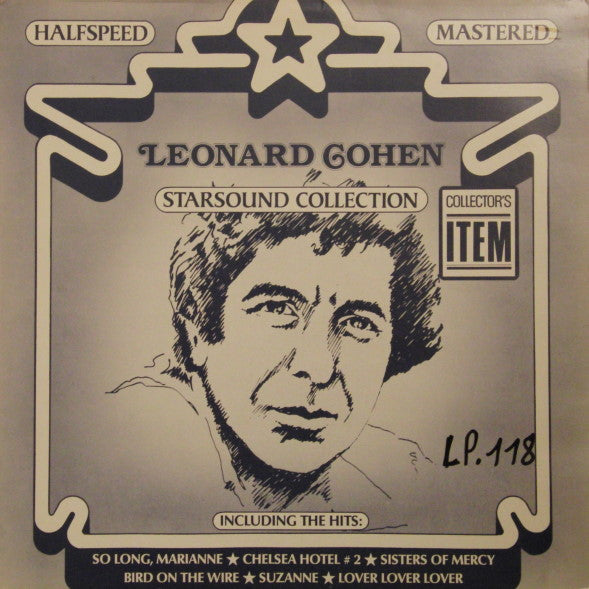 HALFSPEED
MASTERED
LEONARD COHEN
STARSOUND COLLECTION
COLLECTOR'S
ITEM
LP.118
INCLUDING THE HITS:
SO LONG, MARIANNE ★ CHELSEA HOTEL # 2 ★ SISTERS OF MERCY
BIRD ON THE WIRE ★ SUZANNE ★ LOVER LOVER LOVER